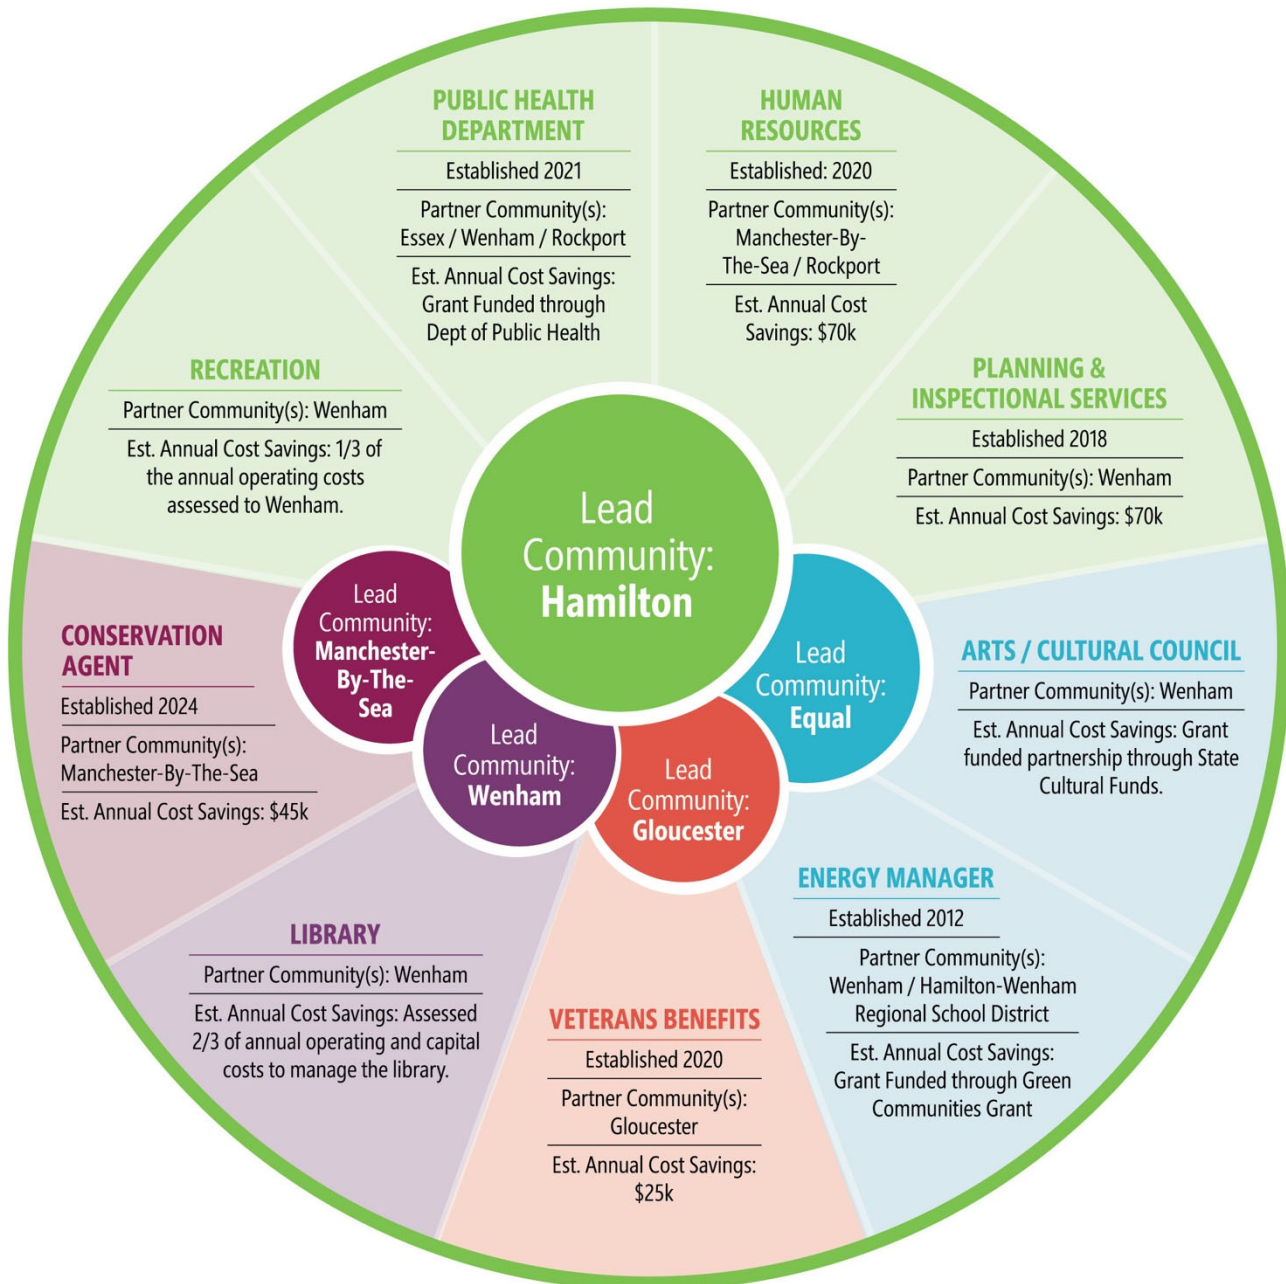 PUBLIC HEALTH
DEPARTMENT
Established 2021
Partner Community(s):
Essex / Wenham / Rockport
Est. Annual Cost Savings:
Grant Funded through
Dept of Public Health
HUMAN
RESOURCES
Established: 2020
Partner Community(s):
Manchester-By-
The-Sea / Rockport
Est. Annual Cost
Savings: $70k
RECREATION
Partner Community(s): Wenham
Est. Annual Cost Savings: 1/3 of
the annual operating costs
assessed to Wenham.
PLANNING &
INSPECTIONAL SERVICES
Established 2018
Partner Community(s): Wenham
Est. Annual Cost Savings: $70k
Lead
Community:
Hamilton
Lead
Community:
Manchester-
By-The-
Sea
Lead
Community:
Wenham
Lead
Community:
Gloucester
Lead
Community:
Equal
CONSERVATION
AGENT
Established 2024
Partner Community(s):
Manchester-By-The-Sea
Est. Annual Cost Savings: $45k
ARTS / CULTURAL COUNCIL
Partner Community(s): Wenham
Est. Annual Cost Savings: Grant
funded partnership through State
Cultural Funds.
LIBRARY
Partner Community(s): Wenham
Est. Annual Cost Savings: Assessed
2/3 of annual operating and capital
costs to manage the library.
VETERANS BENEFITS
Established 2020
Partner Community(s):
Gloucester
Est. Annual Cost Savings:
$25k
ENERGY MANAGER
Established 2012
Partner Community(s):
Wenham / Hamilton-Wenham
Regional School District
Est. Annual Cost Savings:
Grant Funded through Green
Communities Grant